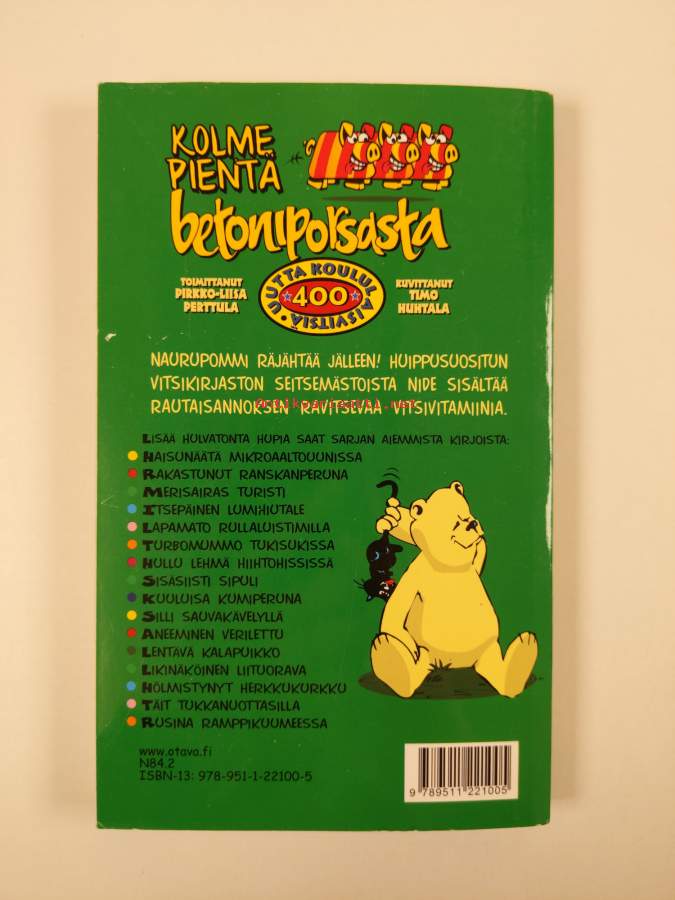 KOLME
PIENTÄ
betoniporsasta
TOIMITTANUT
PIRKKO-LIISA
PERTTULA
UUTTA KOULULAISVITSIÄ
400
KUVITTANUT
TIMO
HUHTALA
NAURUPOMMI RÄJÄHTÄÄ JÄLLEEN! HUIPPUSUOSITUN
VITSIKIRJASTON SEITSEMÄSTOISTA NIDE SISÄLTÄÄ
RAUTAISANNOKSEN RAVITSEVAA VITSIVITAMIINIA.
LISÄÄ HULVATONTA HUPIA SAAT SARJAN AIEMMISTA KIRJOISTA:
HAISUNÄÄTÄ MIKROAALTOUUNISSA
RAKASTUNUT RANSKANPERUNA
MERISAIRAS TURISTI
ITSEPÄINEN LUMIHIUTALE
LAPAMATO RULLALUISTIMILLA
TURBOMUMMO TUKISUKISSA
HULLU LEHMÄ HIIHTOHISSISSÄ
SISÄSIISTI SIPULI
KUULUISA KUMIPERUNA
SILLI SAUVAKÄVELYLLÄ
ANEEMINEN VERILETTU
LENTÄVÄ KALAPUIKKO
LIKINÄKÖINEN LIITUORAVA
HÖLMISTYNYT HERKKUKURKKU
TÄIT TUKKANUOTTASILLA
RUSINA RAMPPIKUUMEESSA
www.otava.fi
N84.2
ISBN-13: 978-951-1-22100-5
9 789511 221005